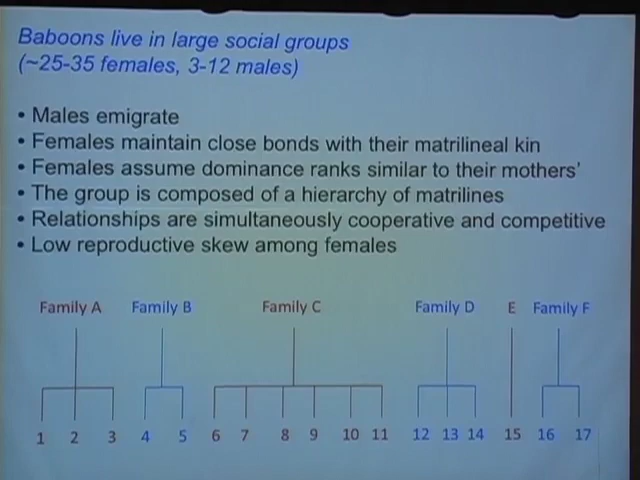 Baboons live in large social groups
(~25-35 females, 3-12 males)
• Males emigrate
• Females maintain close bonds with their matrilineal kin
• Females assume dominance ranks similar to their mothers'
• The group is composed of a hierarchy of matrilines
• Relationships are simultaneously cooperative and competitive
• Low reproductive skew among females
Family A Family B Family C Family D E Family F
1 2 3 4 5 6 7 8 9 10 11 12 13 14 15 16 17